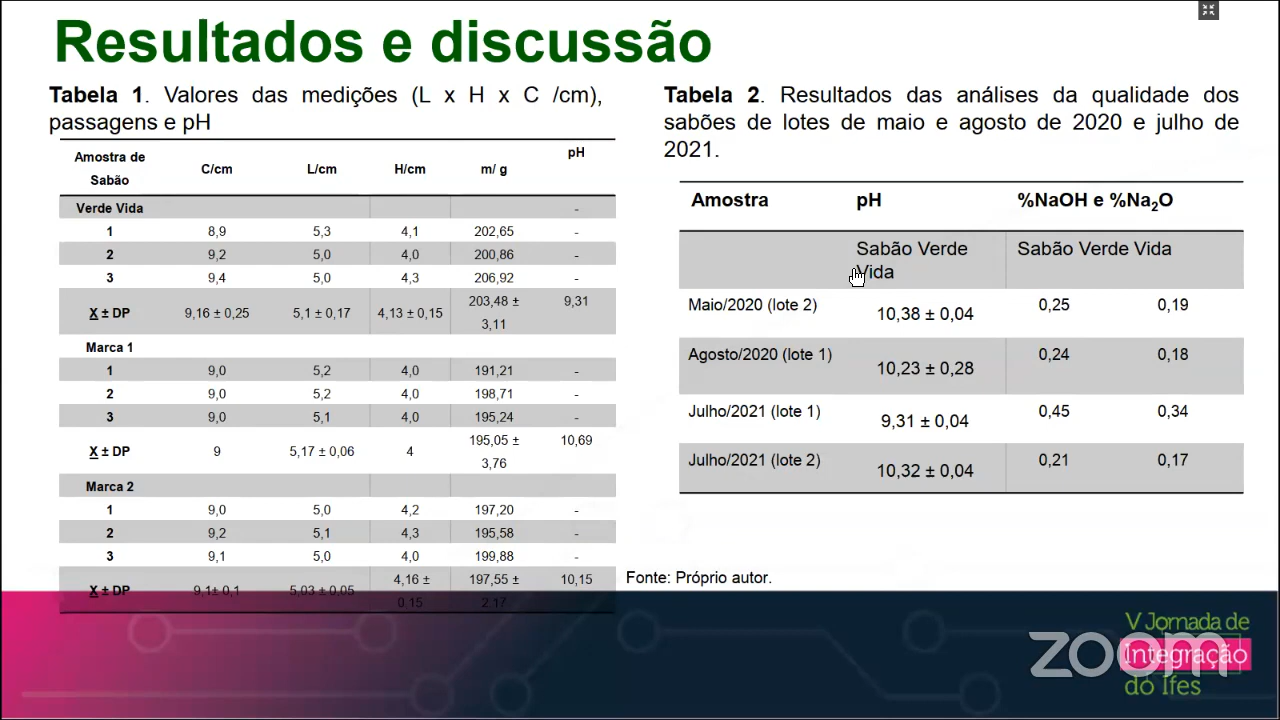 Resultados e discussão
Tabela 1. Valores das medições (L x H x C /cm),
passagens e pH
Amostra de
Sabão C/cm L/cm H/cm m/ g pH
Verde Vida -
1 8,9 5,3 4,1 202,65 -
2 9,2 5,0 4,0 200,86 -
3 9,4 5,0 4,3 206,92 -
X ± DP 9,16 ± 0,25 5,1 ± 0,17 4,13 ± 0,15 203,48 ± 9,31
3,11
Marca 1
1 9,0 5,2 4,0 191,21 -
2 9,0 5,2 4,0 198,71 -
3 9,0 5,1 4,0 195,24 -
X ± DP 9 5,17 ± 0,06 4 195,05 ± 10,69
3,76
Marca 2
1 9,0 5,0 4,2 197,20 -
2 9,2 5,1 4,3 195,58 -
3 9,1 5,0 4,0 199,88 -
X ± DP 9,1± 0,1 5,03 ± 0,05 4,16 ± 197,55 ± 10,15
0,15 2,17
Tabela 2. Resultados das análises da qualidade dos
sabões de lotes de maio e agosto de 2020 e julho de
2021.
Amostra pH %NaOH e %Na₂O
Sabão Verde Sabão Verde Vida
Vida
Maio/2020 (lote 2) 10,38 ± 0,04 0,25 0,19
Agosto/2020 (lote 1) 10,23 ± 0,28 0,24 0,18
Julho/2021 (lote 1) 9,31 ± 0,04 0,45 0,34
Julho/2021 (lote 2) 10,32 ± 0,04 0,21 0,17
Fonte: Próprio autor.
V Jornada de
Integração
do Ifes
zoom